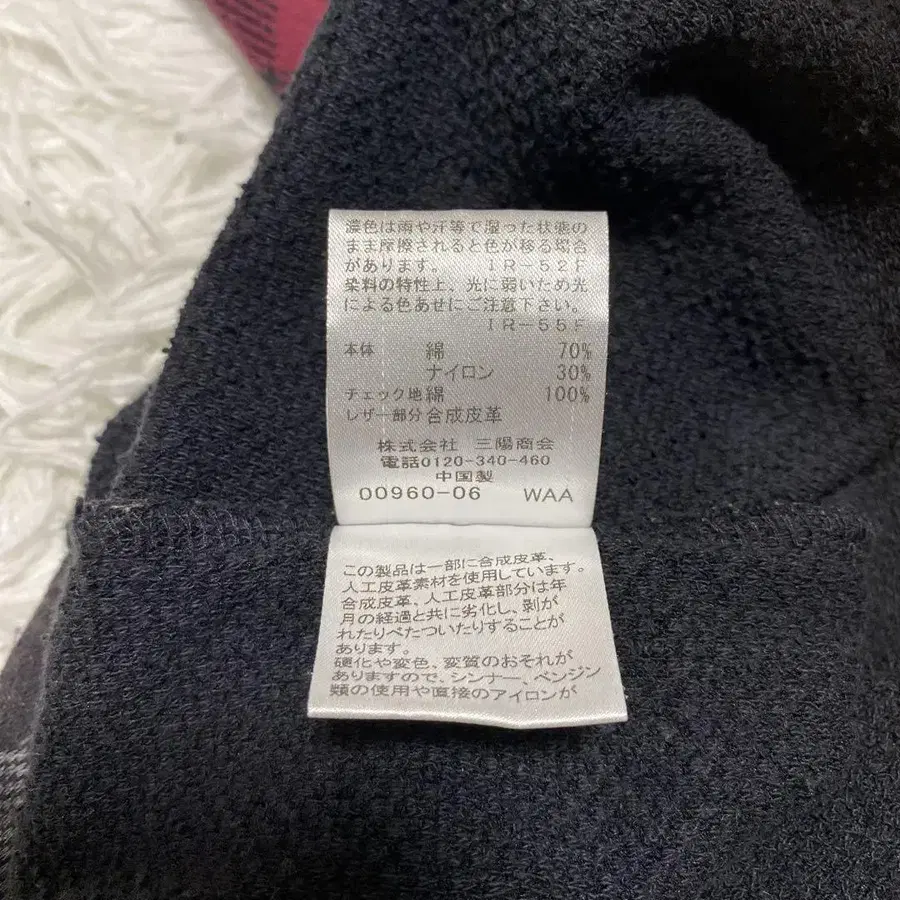 濃色は雨や汗等で湿った状態の
まま摩擦されると色が移る場合
があります。 IR-52F
染料の特性上、光に弱いため光
による色あせにご注意下さい。
IR-55F
本体 綿 70%
ナイロン 30%
チェック地 綿 100%
レザー部分 合成皮革
株式会社 三陽商会
電話0120-340-460
中国製
00960-06 WAA
この製品は一部に合成皮革、
人工皮革素材を使用しています。
合成皮革、人工皮革部分は年
月の経過と共に劣化し、剥が
れたりべたついたりすることが
あります。
硬化や変色、変質のおそれが
ありますので、シンナー、ベンジン
類の使用や直接のアイロンが